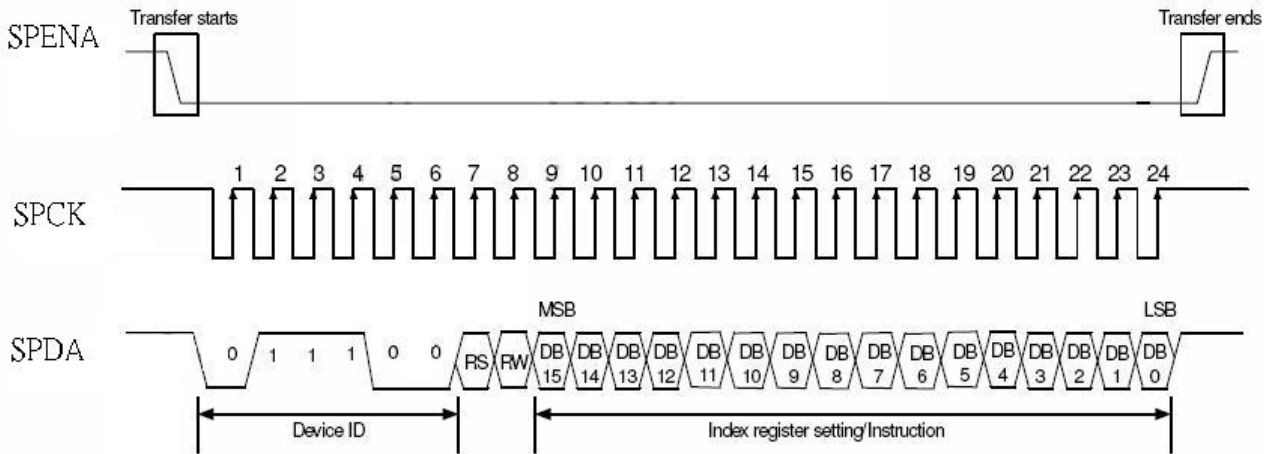 Transfer starts
Transfer ends
SPENA
1 2 3 4 5 6 7 8 9 10 11 12 13 14 15 16 17 18 19 20 21 22 23 24
SPCK
MSB
LSB
SPDA
0 1 1 1 0 0 RS RW DB 15 DB 14 DB 13 DB 12 DB 11 DB 10 DB 9 DB 8 DB 7 DB 6 DB 5 DB 4 DB 3 DB 2 DB 1 DB 0
Device ID
Index register setting/Instruction